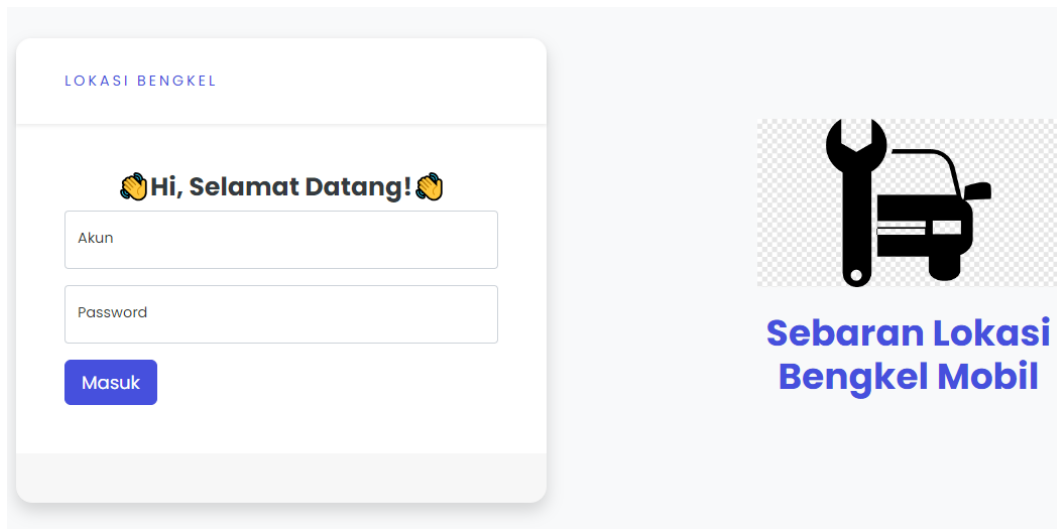 LOKASI BENGKEL
👏Hi, Selamat Datang!👏
Akun
Password
Masuk
Sebaran Lokasi
Bengkel Mobil